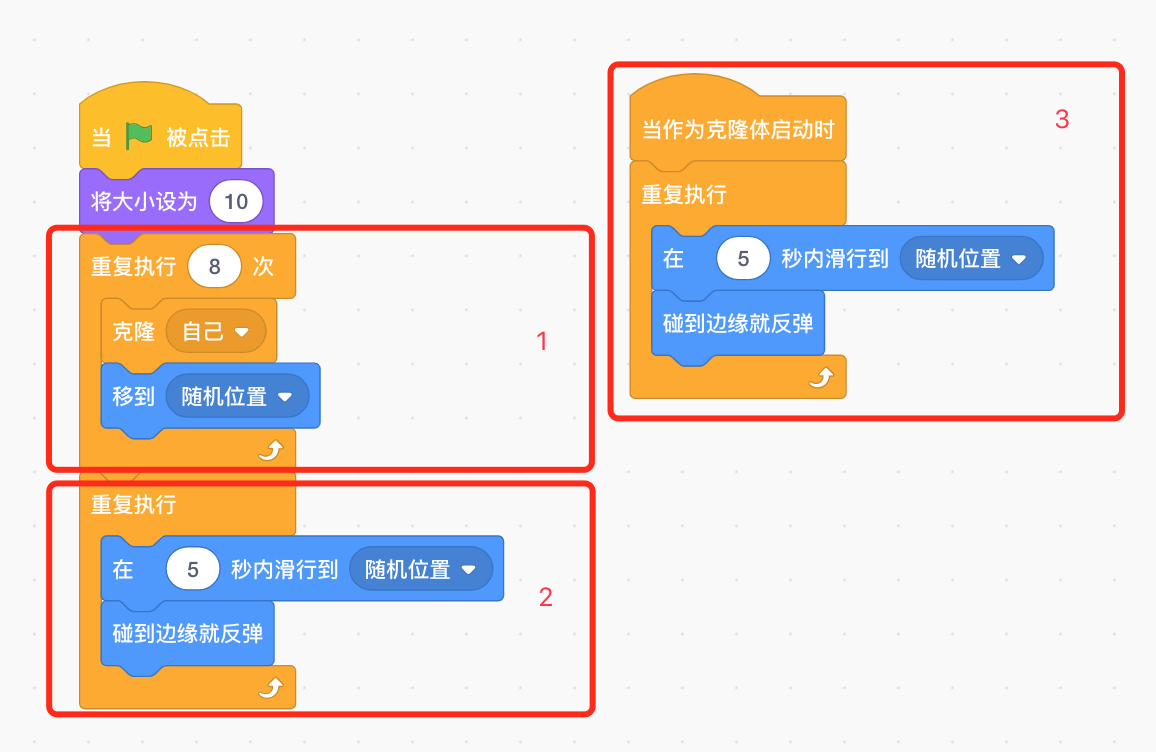 当 被点击
将大小设为 10
重复执行 8 次
克隆 自己
移到 随机位置
1
重复执行
在 5 秒内滑行到 随机位置
碰到边缘就反弹
2
当作为克隆体启动时
重复执行
在 5 秒内滑行到 随机位置
碰到边缘就反弹
3